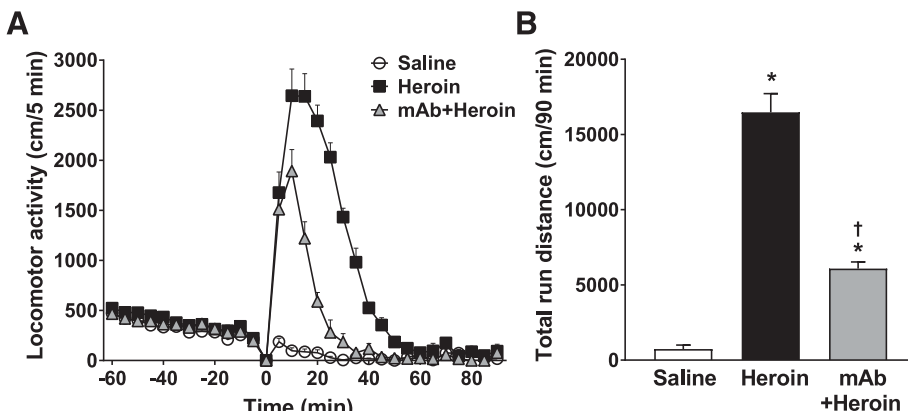 A
Locomotor activity (cm/5 min)
3000
2500
2000
1500
1000
500
0
-60 -40 -20 0 20 40 60 80
Time (min)
Saline
Heroin
mAb+Heroin
B
Total run distance (cm/90 min)
20000
15000
10000
5000
0
*
†
*
Saline Heroin mAb
+Heroin